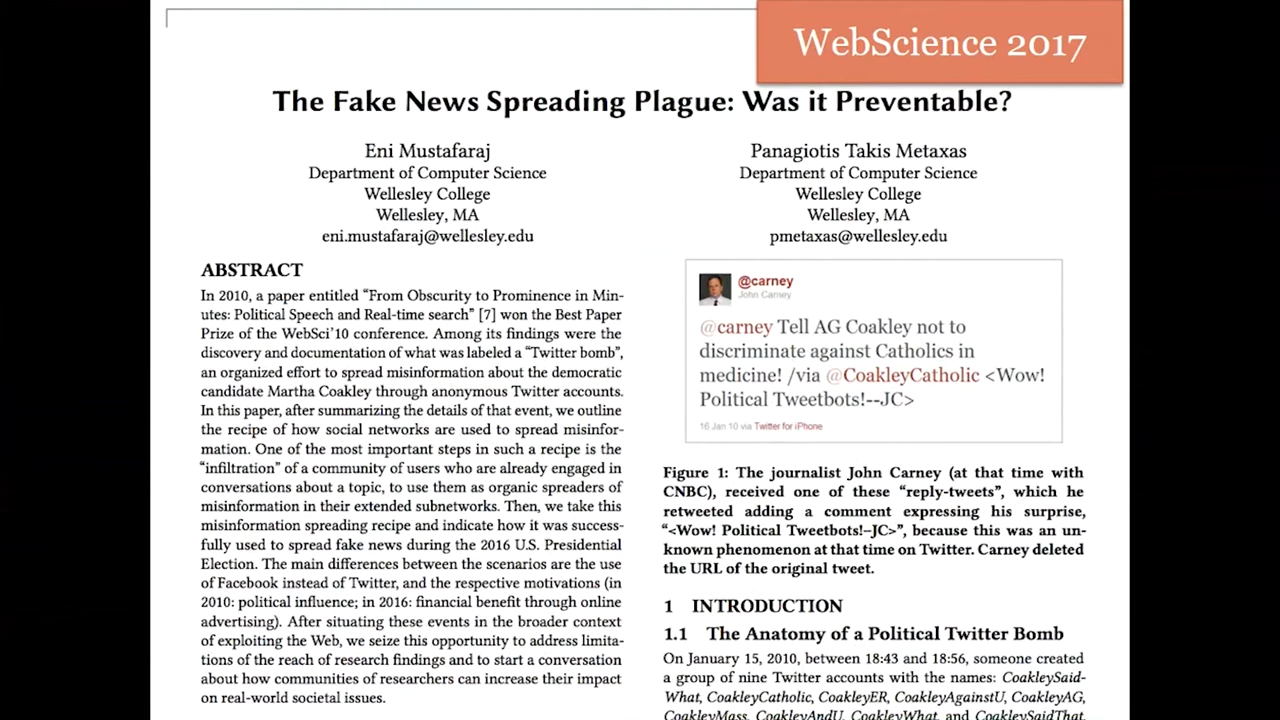 WebScience 2017
The Fake News Spreading Plague: Was it Preventable?
Eni Mustafaraj
Department of Computer Science
Wellesley College
Wellesley, MA
eni.mustafaraj@wellesley.edu
Panagiotis Takis Metaxas
Department of Computer Science
Wellesley College
Wellesley, MA
pmetaxas@wellesley.edu
ABSTRACT
In 2010, a paper entitled “From Obscurity to Prominence in Min-
utes: Political Speech and Real-time search” [7] won the Best Paper
Prize of the WebSci’10 conference. Among its findings were the
discovery and documentation of what was labeled a “Twitter bomb”,
an organized effort to spread misinformation about the democratic
candidate Martha Coakley through anonymous Twitter accounts.
In this paper, after summarizing the details of that event, we outline
the recipe of how social networks are used to spread misinfor-
mation. One of the most important steps in such a recipe is the
“infiltration” of a community of users who are already engaged in
conversations about a topic, to use them as organic spreaders of
misinformation in their extended subnetworks. Then, we take this
misinformation spreading recipe and indicate how it was success-
fully used to spread fake news during the 2016 U.S. Presidential
Election. The main differences between the scenarios are the use
of Facebook instead of Twitter, and the respective motivations (in
2010: political influence; in 2016: financial benefit through online
advertising). After situating these events in the broader context
of exploiting the Web, we seize this opportunity to address limita-
tions of the reach of research findings and to start a conversation
about how communities of researchers can increase their impact
on real-world societal issues.
@carney
John Carney
@carney Tell AG Coakley not to
discriminate against Catholics in
medicine! /via @CoakleyCatholic <Wow!
Political Tweetbots!--JC>
16 Jan 10 via Twitter for iPhone
Figure 1: The journalist John Carney (at that time with
CNBC), received one of these “reply-tweets”, which he
retweeted adding a comment expressing his surprise,
“<Wow! Political Tweetbots!–JC>”, because this was an un-
known phenomenon at that time on Twitter. Carney deleted
the URL of the original tweet.
1 INTRODUCTION
1.1 The Anatomy of a Political Twitter Bomb
On January 15, 2010, between 18:43 and 18:56, someone created
a group of nine Twitter accounts with the names: CoakleySaid-
What, CoakleyCatholic, CoakleyER, CoakleyAgainstU, CoakleyAG,
CoakleyMass, CoakleyAndU, CoakleyWhat, and CoakleySaidThat,